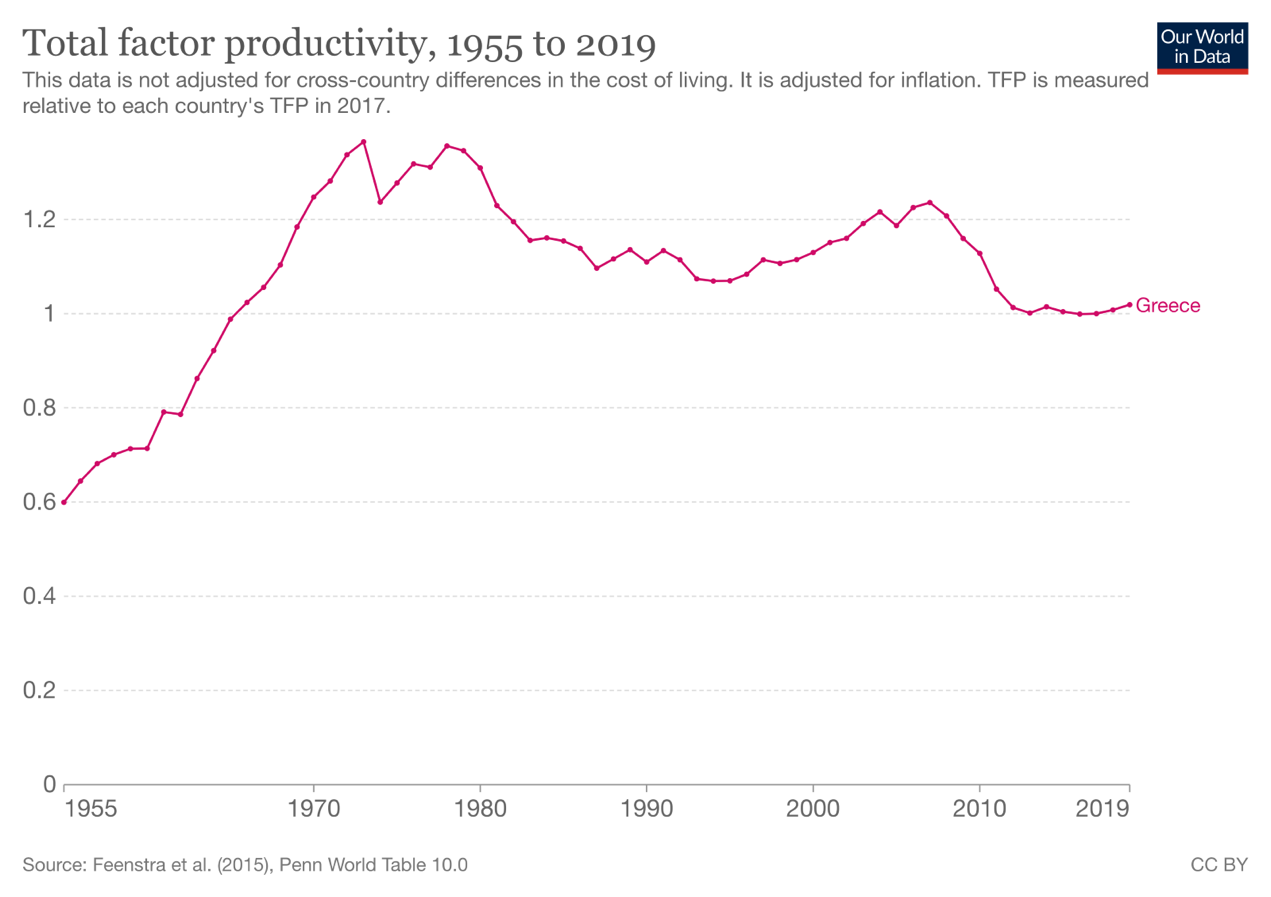 Total factor productivity, 1955 to 2019
Our World
in Data
This data is not adjusted for cross-country differences in the cost of living. It is adjusted for inflation. TFP is measured
relative to each country's TFP in 2017.
1.2
1
0.8
0.6
0.4
0.2
0
Greece
1955 1970 1980 1990 2000 2010 2019
Source: Feenstra et al. (2015), Penn World Table 10.0
CC BY